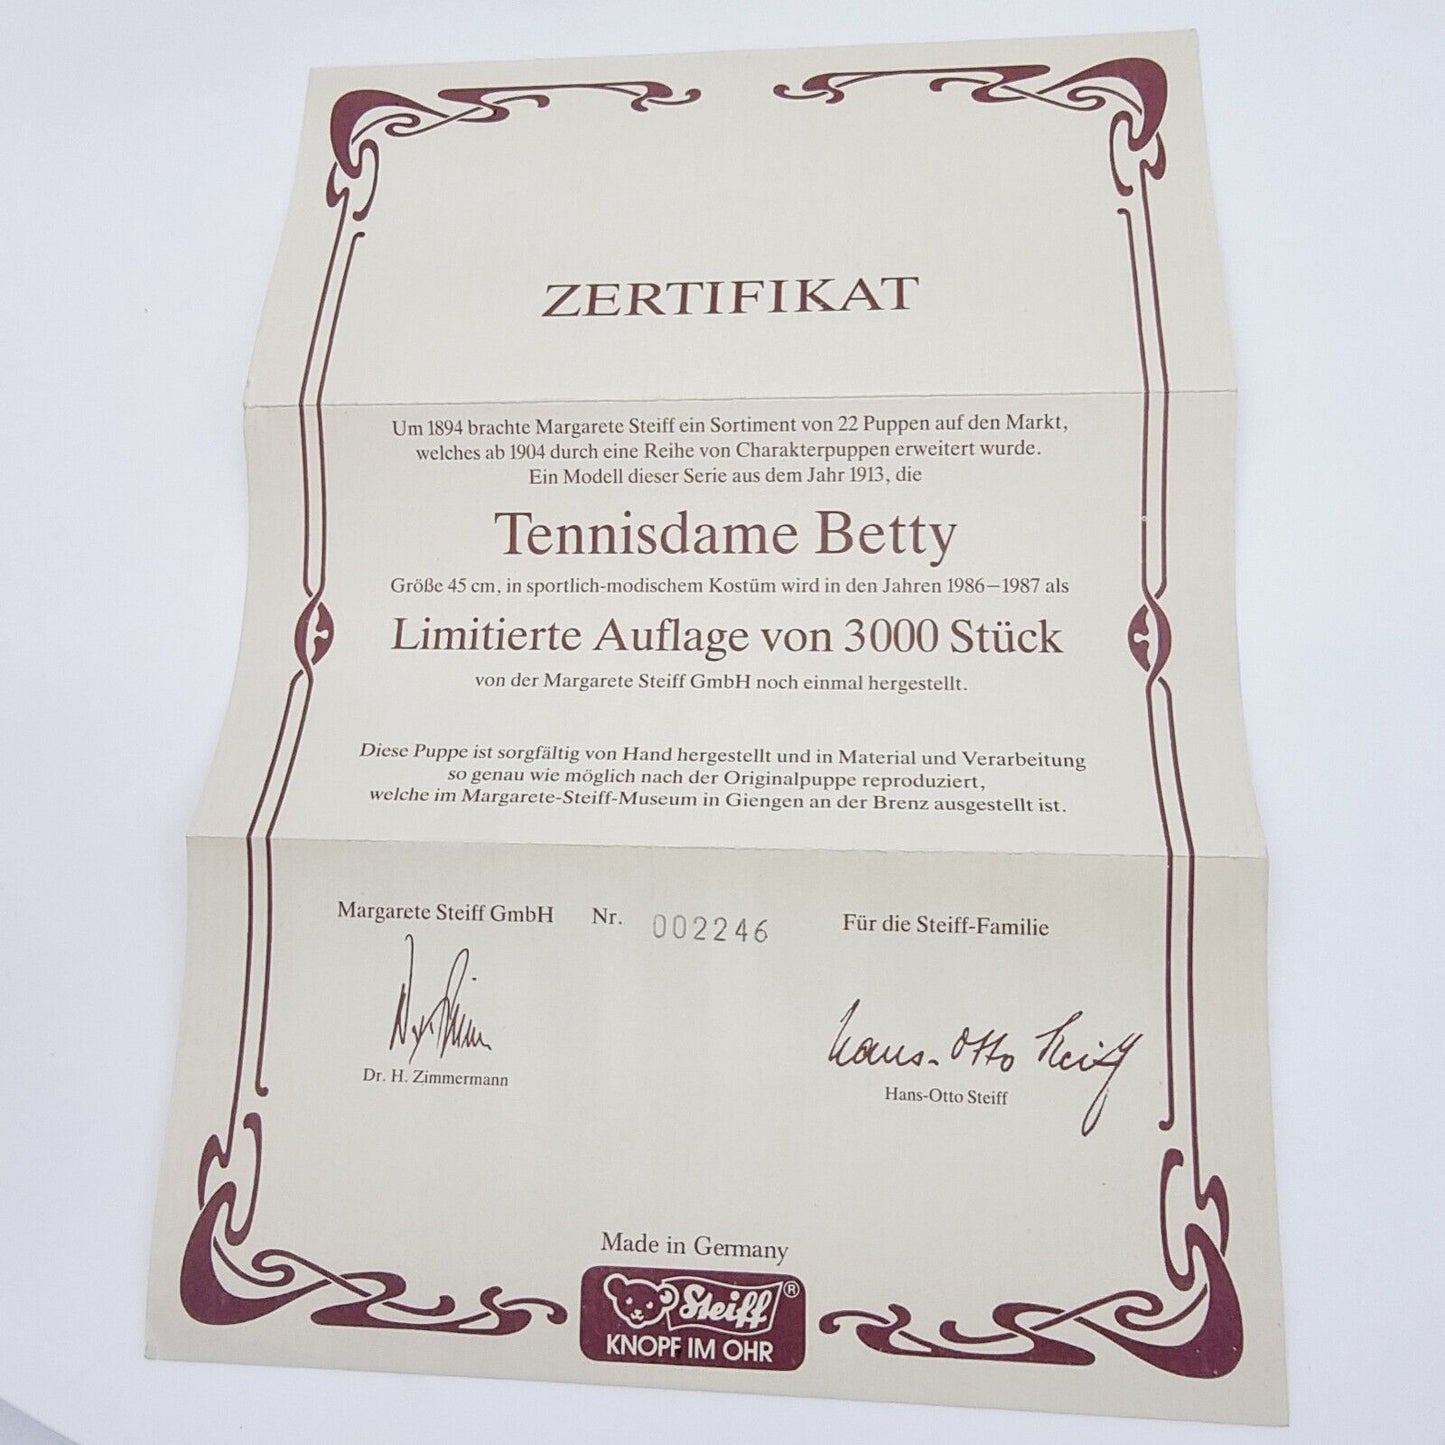 ZERTIFIKAT
Um 1894 brachte Margarete Steiff ein Sortiment von 22 Puppen auf den Markt,
welches ab 1904 durch eine Reihe von Charakterpuppen erweitert wurde.
Ein Modell dieser Serie aus dem Jahr 1913, die
Tennisdame Betty
Größe 45 cm, in sportlich-modischem Kostüm wird in den Jahren 1986–1987 als
Limitierte Auflage von 3000 Stück
von der Margarete Steiff GmbH noch einmal hergestellt.
Diese Puppe ist sorgfältig von Hand hergestellt und in Material und Verarbeitung
so genau wie möglich nach der Originalpuppe reproduziert,
welche im Margarete-Steiff-Museum in Giengen an der Brenz ausgestellt ist.
Margarete Steiff GmbH Nr. 002246 Für die Steiff-Familie
Hans-Otto Steiff
Dr. H. Zimmermann
Hans-Otto Steiff
Made in Germany
Steiff ®
KNOPF IM OHR